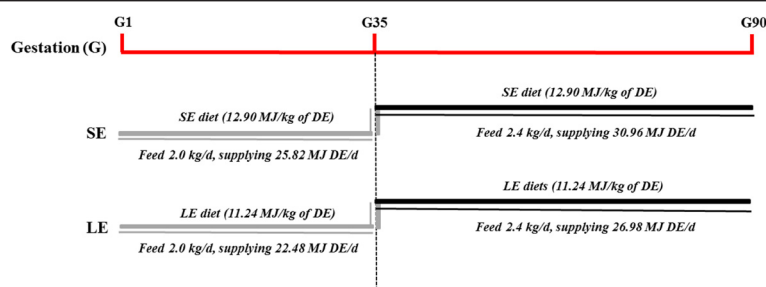 G1 G35 G90
Gestation (G)
SE diet (12.90 MJ/kg of DE)
SE diet (12.90 MJ/kg of DE)
SE
Feed 2.4 kg/d, supplying 30.96 MJ DE/d
Feed 2.0 kg/d, supplying 25.82 MJ DE/d
LE diet (11.24 MJ/kg of DE)
LE diets (11.24 MJ/kg of DE)
LE
Feed 2.4 kg/d, supplying 26.98 MJ DE/d
Feed 2.0 kg/d, supplying 22.48 MJ DE/d